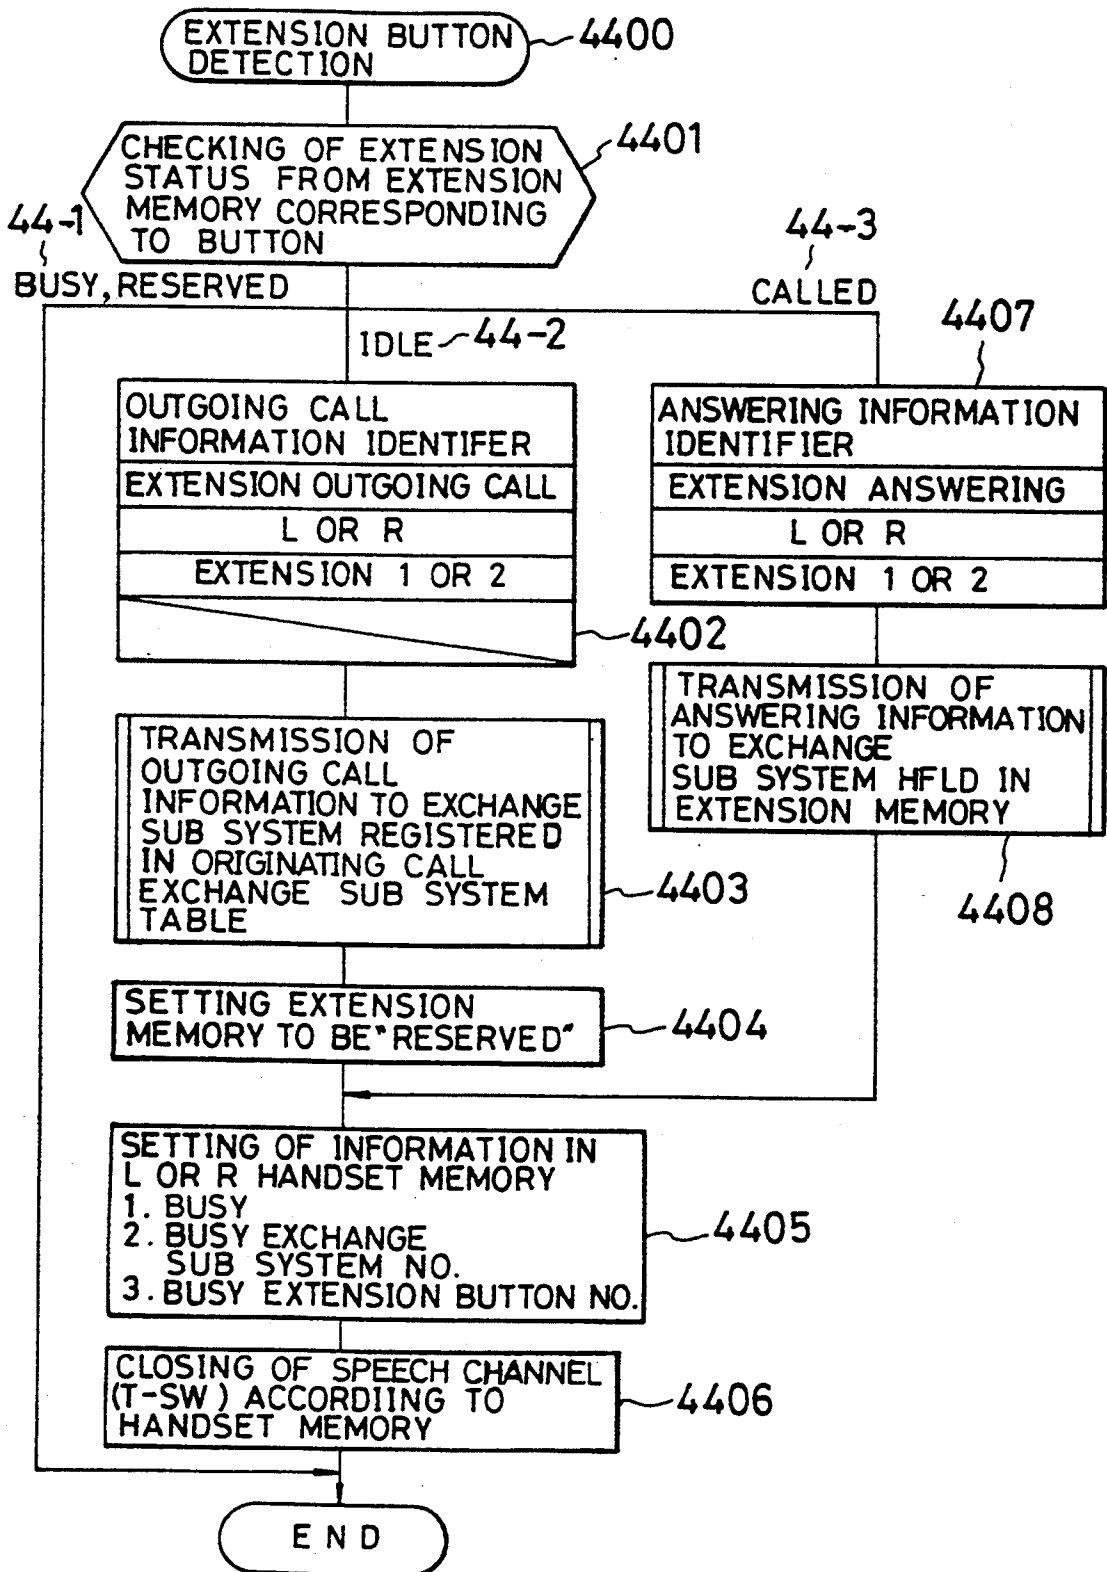 EXTENSION BUTTON
DETECTION
4400
CHECKING OF EXTENSION
STATUS FROM EXTENSION
MEMORY CORRESPONDING
TO BUTTON
4401
44-1
BUSY, RESERVED
44-3
CALLED
IDLE
44-2
4407
OUTGOING CALL
INFORMATION IDENTIFER
EXTENSION OUTGOING CALL
L OR R
EXTENSION 1 OR 2
4402
ANSWERING INFORMATION
IDENTIFIER
EXTENSION ANSWERING
L OR R
EXTENSION 1 OR 2
TRANSMISSION OF
OUTGOING CALL
INFORMATION TO EXCHANGE
SUB SYSTEM REGISTERED
IN ORIGINATING CALL
EXCHANGE SUB SYSTEM
TABLE
4403
TRANSMISSION OF
ANSWERING INFORMATION
TO EXCHANGE
SUB SYSTEM HFLD IN
EXTENSION MEMORY
4408
SETTING EXTENSION
MEMORY TO BE "RESERVED"
4404
SETTING OF INFORMATION IN
L OR R HANDSET MEMORY
1. BUSY
2. BUSY EXCHANGE
SUB SYSTEM NO.
3. BUSY EXTENSION BUTTON NO.
4405
CLOSING OF SPEECH CHANNEL
(T-SW) ACCORDIING TO
HANDSET MEMORY
4406
END